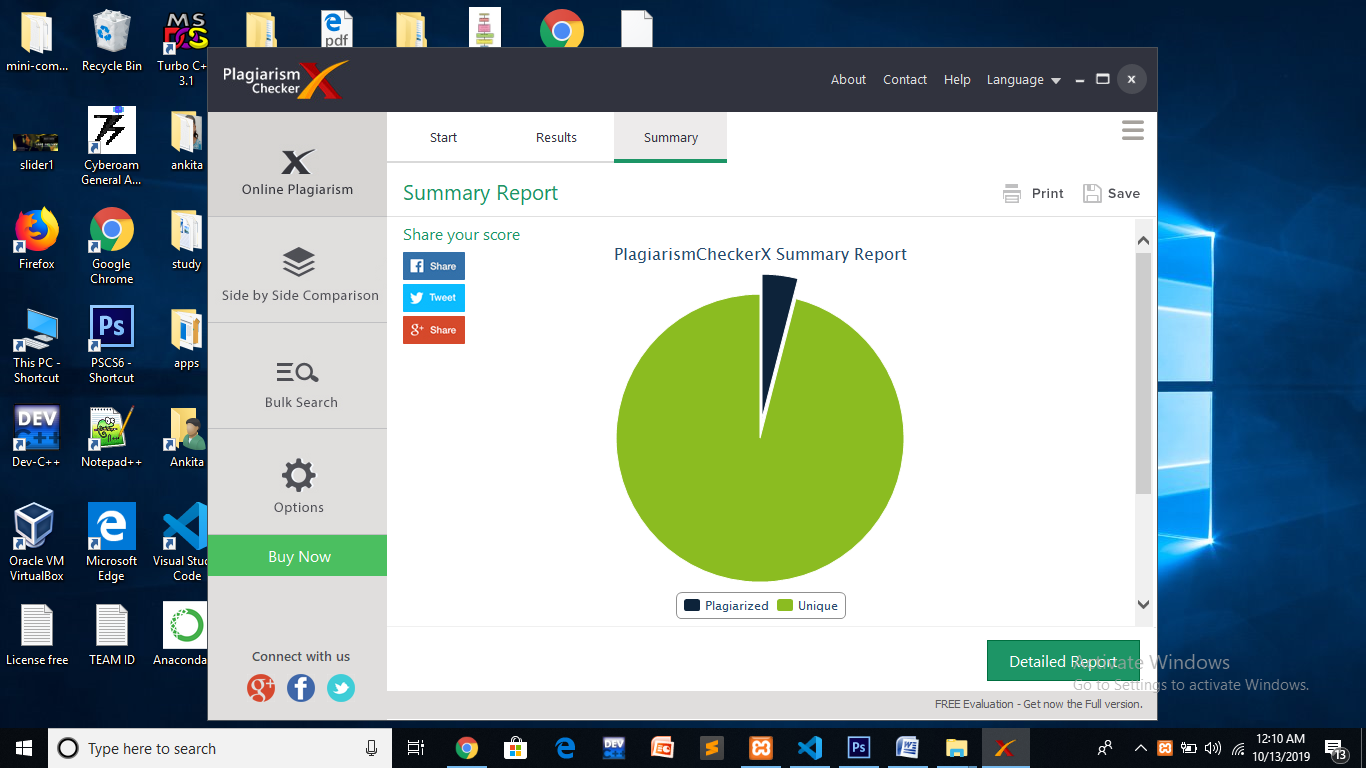 mini-com...
Recycle Bin
Turbo C+
3.1
pdf
slider1
Cyberoam
General A...
ankita
Firefox
Google
Chrome
study
This PC -
Shortcut
Ps
PSCS6 -
Shortcut
apps
DEV
C++
Dev-C++
Notepad++
Ankita
Oracle VM
VirtualBox
Microsoft
Edge
Visual Stud
Code
License free
TEAM ID
Anaconda
Plagiarism
Checker X
About
Contact
Help
Language
Online Plagiarism
Side by Side Comparison
Bulk Search
Options
Buy Now
Connect with us
Start
Results
Summary
Summary Report
Print
Save
Share your score
Share
Tweet
Share
PlagiarismCheckerX Summary Report
Plagiarized
Unique
Detailed Report
Activate Windows
Go to Settings to activate Windows.
FREE Evaluation - Get now the Full version.
Type here to search
12:10 AM
10/13/2019
13